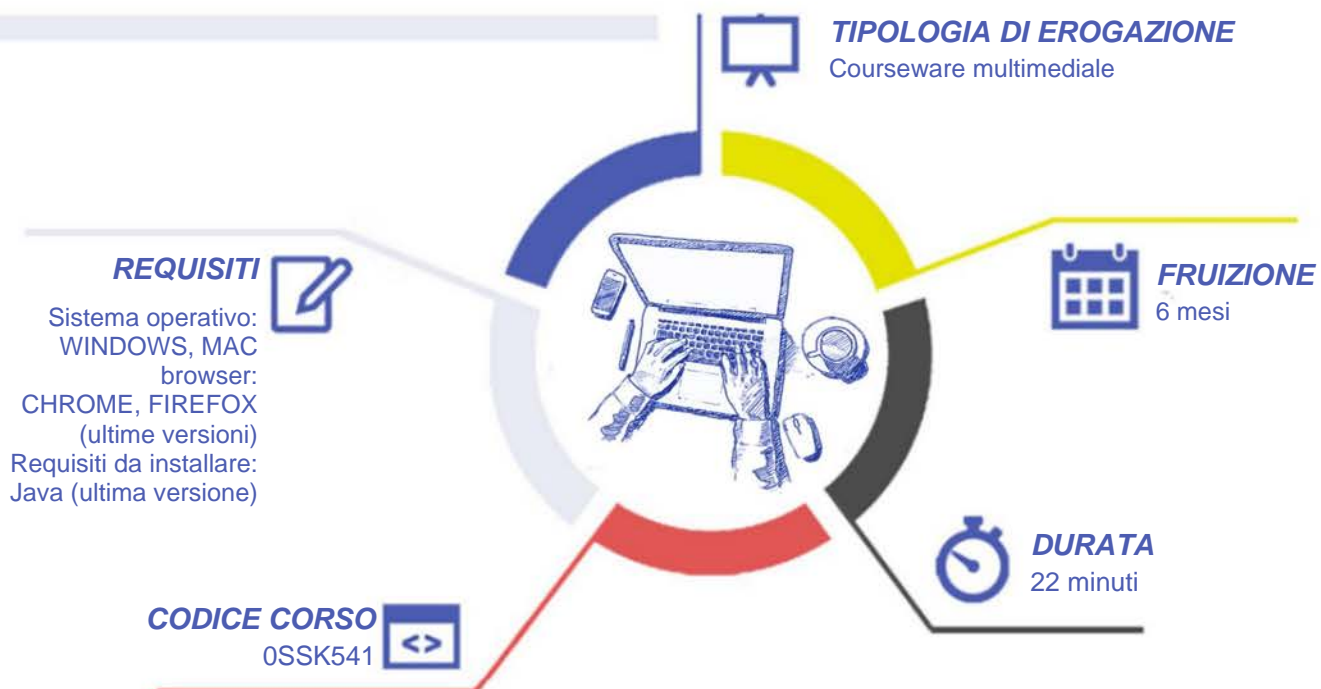 TIPOLOGIA DI EROGAZIONE
Courseware multimediale
REQUISITI
Sistema operativo:
WINDOWS, MAC
browser:
CHROME, FIREFOX
(ultime versioni)
Requisiti da installare:
Java (ultima versione)
FRUIZIONE
6 mesi
DURATA
22 minuti
CODICE CORSO
0SSK541